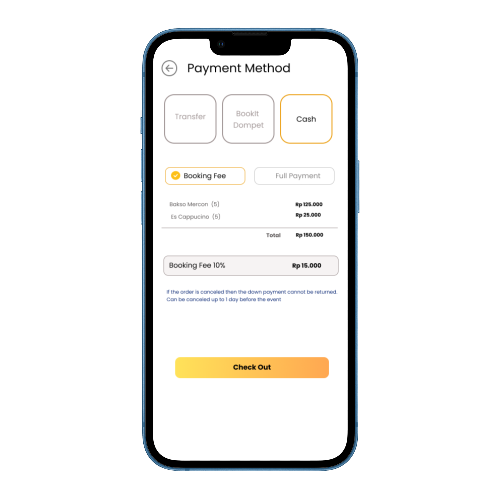 Payment Method
Transfer
BookIt
Dompet
Cash
Booking Fee
Full Payment
Bakso Mercon (5) Rp 125.000
Es Cappucino (5) Rp 25.000
Total Rp 150.000
Booking Fee 10% Rp 15.000
If the order is canceled then the down payment cannot be returned.
Can be canceled up to 1 day before the event
Check Out